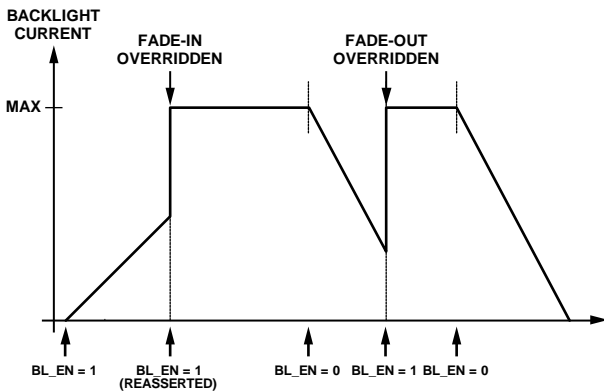 BACKLIGHT
CURRENT
FADE-IN
OVERRIDDEN
FADE-OUT
OVERRIDDEN
MAX
BL_EN = 1
BL_EN = 1
(REASSERTED)
BL_EN = 0
BL_EN = 1
BL_EN = 0